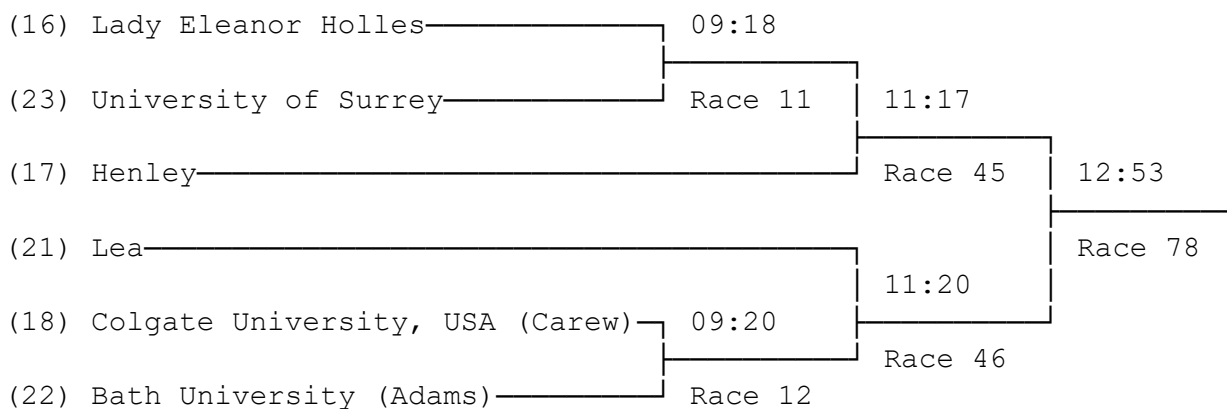 (16) Lady Eleanor Holles 09:18
(23) University of Surrey Race 11 11:17
(17) Henley Race 45 12:53
(21) Lea Race 78
11:20
(18) Colgate University, USA (Carew) 09:20
Race 46
(22) Bath University (Adams) Race 12